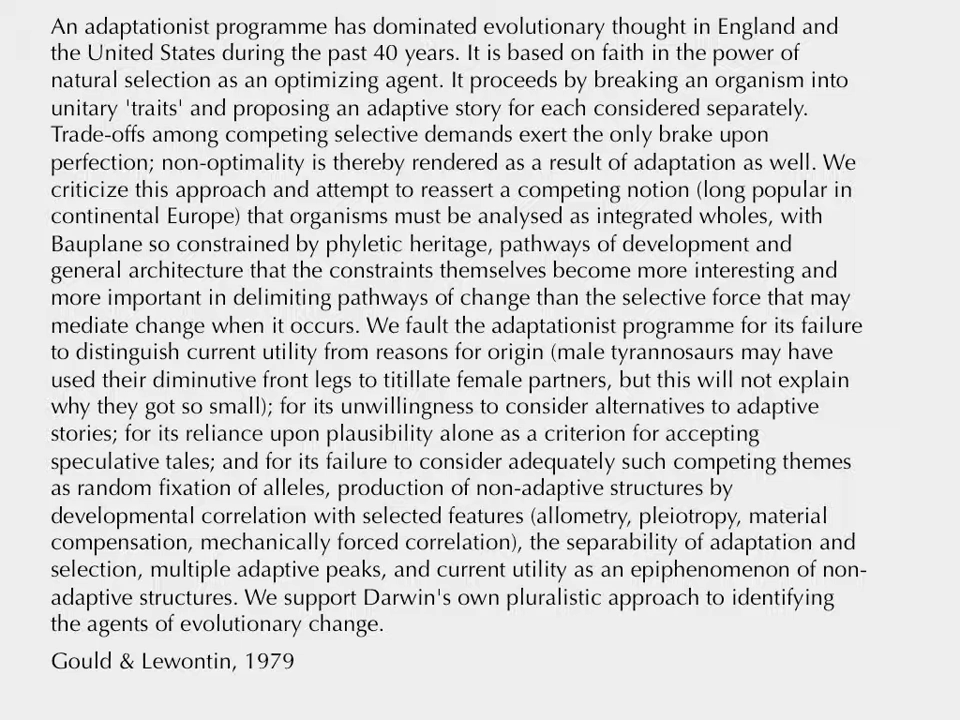 An adaptationist programme has dominated evolutionary thought in England and
the United States during the past 40 years. It is based on faith in the power of
natural selection as an optimizing agent. It proceeds by breaking an organism into
unitary 'traits' and proposing an adaptive story for each considered separately.
Trade-offs among competing selective demands exert the only brake upon
perfection; non-optimality is thereby rendered as a result of adaptation as well. We
criticize this approach and attempt to reassert a competing notion (long popular in
continental Europe) that organisms must be analysed as integrated wholes, with
Bauplane so constrained by phyletic heritage, pathways of development and
general architecture that the constraints themselves become more interesting and
more important in delimiting pathways of change than the selective force that may
mediate change when it occurs. We fault the adaptationist programme for its failure
to distinguish current utility from reasons for origin (male tyrannosaurs may have
used their diminutive front legs to titillate female partners, but this will not explain
why they got so small); for its unwillingness to consider alternatives to adaptive
stories; for its reliance upon plausibility alone as a criterion for accepting
speculative tales; and for its failure to consider adequately such competing themes
as random fixation of alleles, production of non-adaptive structures by
developmental correlation with selected features (allometry, pleiotropy, material
compensation, mechanically forced correlation), the separability of adaptation and
selection, multiple adaptive peaks, and current utility as an epiphenomenon of non-
adaptive structures. We support Darwin's own pluralistic approach to identifying
the agents of evolutionary change.
Gould & Lewontin, 1979